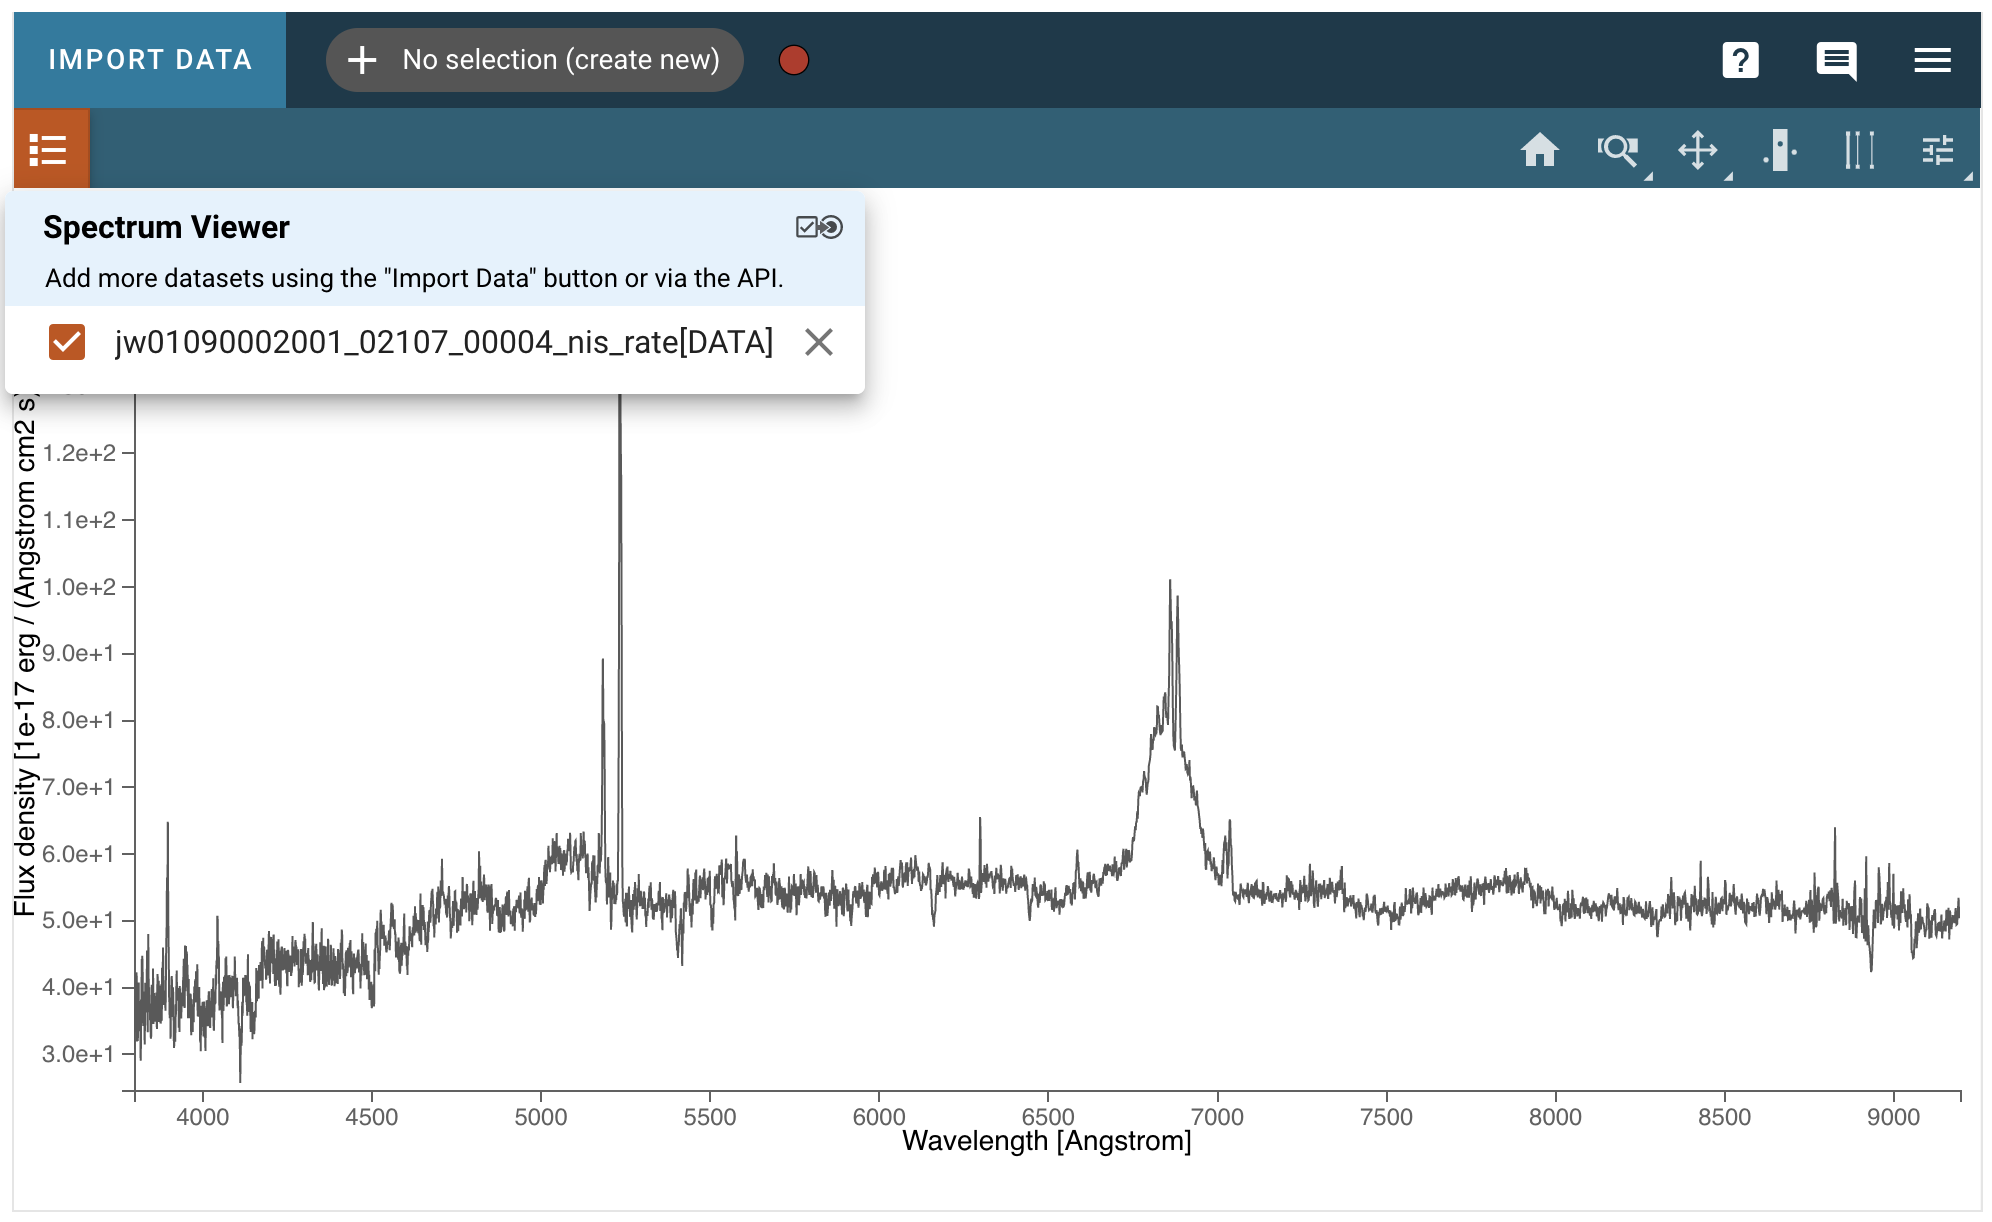 IMPORT DATA
No selection (create new)
Spectrum Viewer
Add more datasets using the "Import Data" button or via the API.
jw01090002001_02107_00004_nis_rate[DATA]
Flux density [1e-17 erg / (Angstrom cm2 s
1.2e+2
1.1e+2
1.0e+2
9.0e+1
8.0e+1
7.0e+1
6.0e+1
5.0e+1
4.0e+1
3.0e+1
4000 4500 5000 5500 6000 6500 7000 7500 8000 8500 9000
Wavelength [Angstrom]